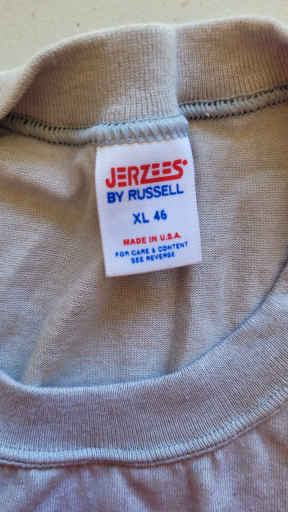 JERZEES
BY RUSSELL
XL 46
MADE IN U.S.A.
FOR CARE & CONTENT
SEE REVERSE